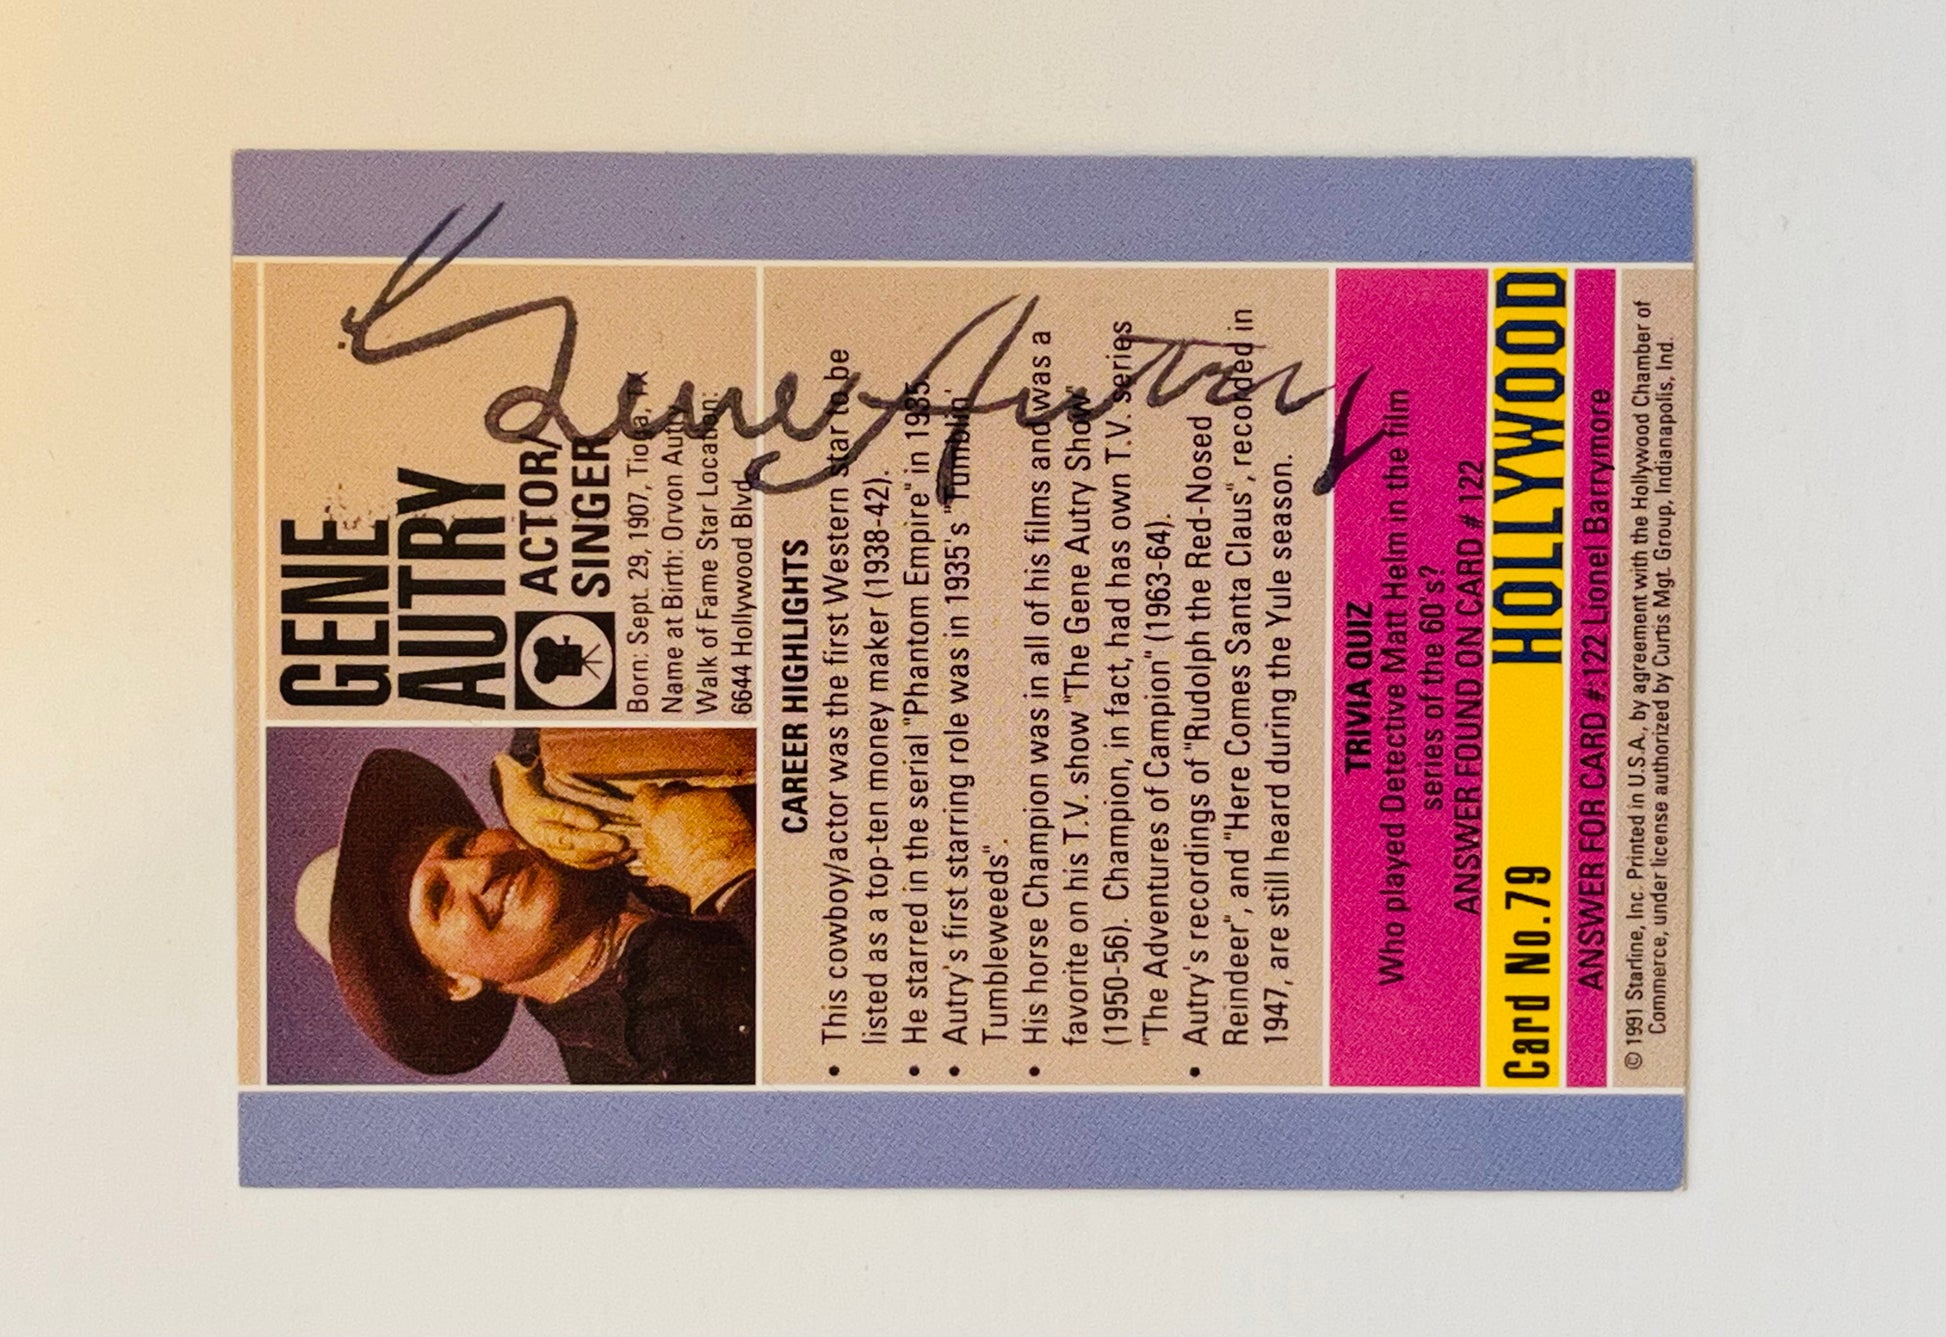 GENE
AUTRY
ACTOR/
SINGER
Born: Sept. 29, 1907, Tioga, TX
Name at Birth: Orvon Autry
Walk of Fame Star Location:
6644 Hollywood Blvd.
Gene Autry
CAREER HIGHLIGHTS
• This cowboy/actor was the first Western star to be
listed as a top-ten money maker (1938-42).
• He starred in the serial "Phantom Empire" in 1935
• Autry's first starring role was in 1935's "Tumblin'
Tumbleweeds".
• His horse Champion was in all of his films and was a
favorite on his T.V. show "The Gene Autry Show"
(1950-56). Champion, in fact, had has own T.V. series
"The Adventures of Campion" (1963-64).
• Autry's recordings of "Rudolph the Red-Nosed
Reindeer", and "Here Comes Santa Claus", recorded in
1947, are still heard during the Yule season.
TRIVIA QUIZ
Who played Detective Matt Helm in the film
series of the 60's?
ANSWER FOUND ON CARD # 122
Card No. 79 HOLLYWOOD
ANSWER FOR CARD # 122 Lionel Barrymore
© 1991 Starline, Inc. Printed in U.S.A., by agreement with the Hollywood Chamber of
Commerce, under license authorized by Curtis Mgt. Group, Indianapolis, Ind.